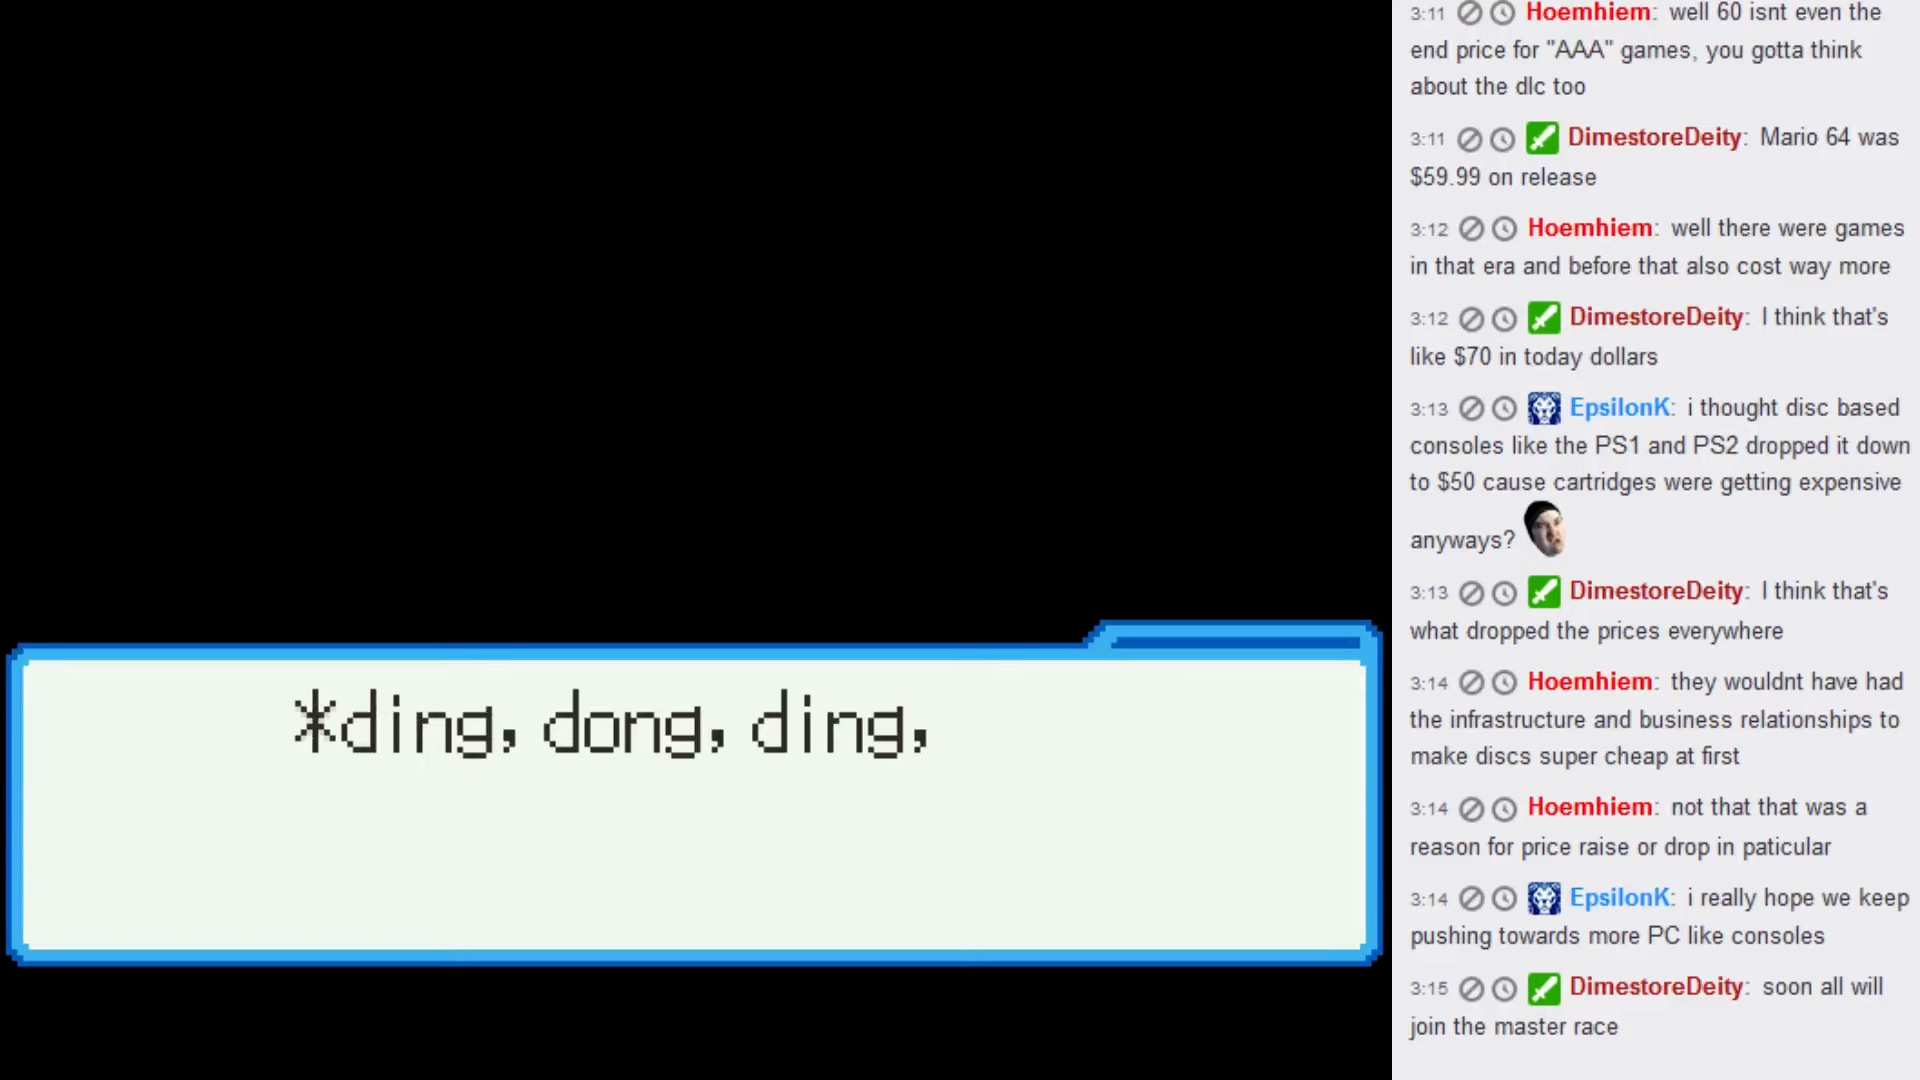 *ding, dong, ding,
3:11 Hoemhiem: well 60 isnt even the
end price for "AAA" games, you gotta think
about the dlc too
3:11 DimestoreDeity: Mario 64 was
$59.99 on release
3:12 Hoemhiem: well there were games
in that era and before that also cost way more
3:12 DimestoreDeity: I think that's
like $70 in today dollars
3:13 EpsilonK: i thought disc based
consoles like the PS1 and PS2 dropped it down
to $50 cause cartridges were getting expensive
anyways?
3:13 DimestoreDeity: I think that's
what dropped the prices everywhere
3:14 Hoemhiem: they wouldnt have had
the infrastructure and business relationships to
make discs super cheap at first
3:14 Hoemhiem: not that that was a
reason for price raise or drop in paticular
3:14 EpsilonK: i really hope we keep
pushing towards more PC like consoles
3:15 DimestoreDeity: soon all will
join the master race